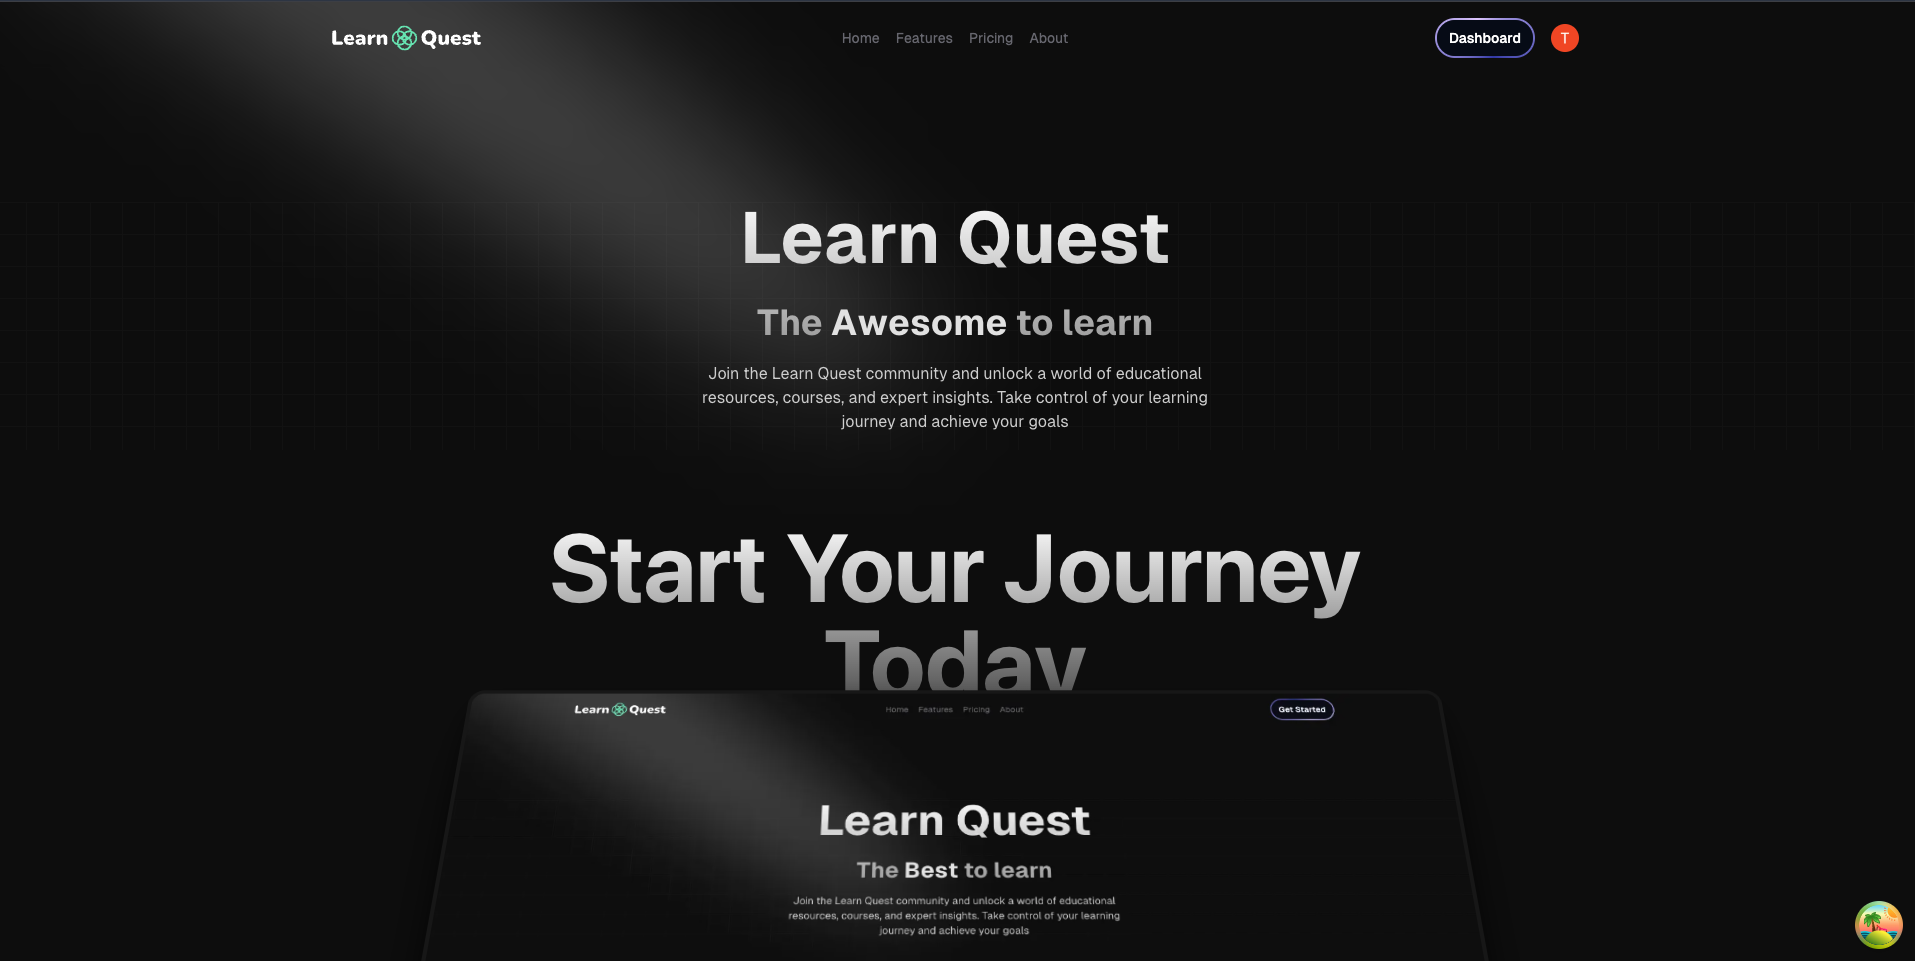 Learn Quest
Home Features Pricing About
Dashboard
T
Learn Quest
The Awesome to learn
Join the Learn Quest community and unlock a world of educational
resources, courses, and expert insights. Take control of your learning
journey and achieve your goals
Start Your Journey
Today
Learn Quest
Home Features Pricing About
Get Started
Learn Quest
The Best to learn
Join the Learn Quest community and unlock a world of educational
resources, courses, and expert insights. Take control of your learning
journey and achieve your goals